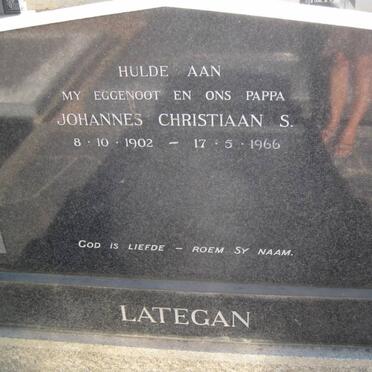 HULDE AAN
MY EGGENOOT EN ONS PAPPA
JOHANNES CHRISTIAAN S.
8 · 10 · 1902 – 17 · 5 · 1966
GOD IS LIEFDE – ROEM SY NAAM.
LATEGAN